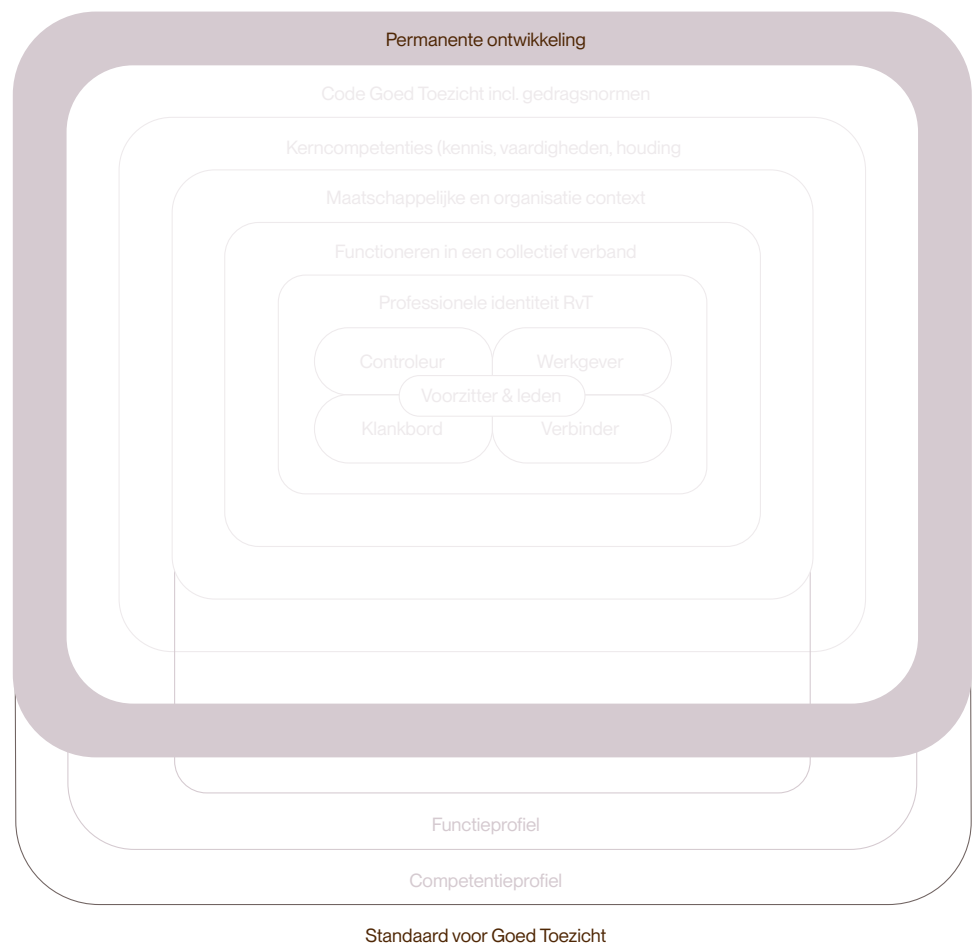 Permanente ontwikkeling
Code Goed Toezicht incl. gedragsnormen
Kerncompetenties (kennis, vaardigheden, houding
Maatschappelijke en organisatie context
Functioneren in een collectief verband
Professionele identiteit RvT
Controleur
Werkgever
Voorzitter & leden
Klankbord
Verbinder
Functieprofiel
Competentieprofiel
Standaard voor Goed Toezicht